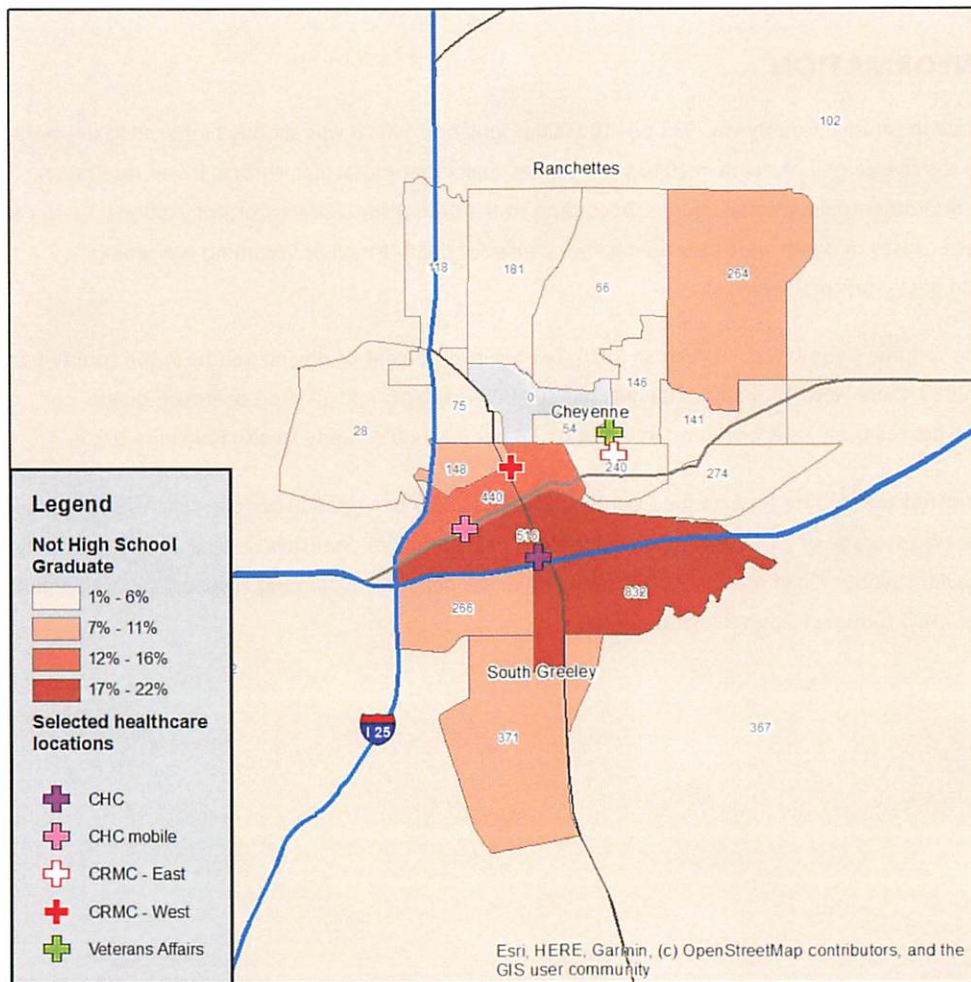 102
Ranchettes
118
181
66
264
146
0
75
Cheyenne
54
141
28
148
240
274
440
832
266
South Greeley
371
367
I 25
Legend
Not High School
Graduate
1% - 6%
7% - 11%
12% - 16%
17% - 22%
Selected healthcare
locations
CHC
CHC mobile
CRMC - East
CRMC - West
Veterans Affairs
Esri, HERE, Garmin, (c) OpenStreetMap contributors, and the
GIS user community